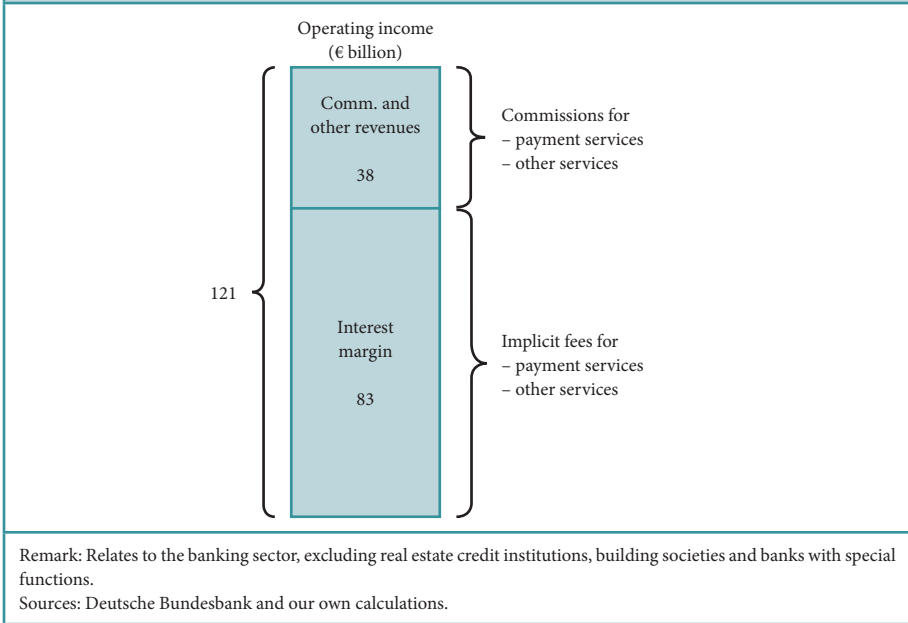 Operating income
(€ billion)
Comm. and
other revenues
38
Commissions for
– payment services
– other services
121
Interest
margin
83
Implicit fees for
– payment services
– other services
Remark: Relates to the banking sector, excluding real estate credit institutions, building societies and banks with special
functions.
Sources: Deutsche Bundesbank and our own calculations.